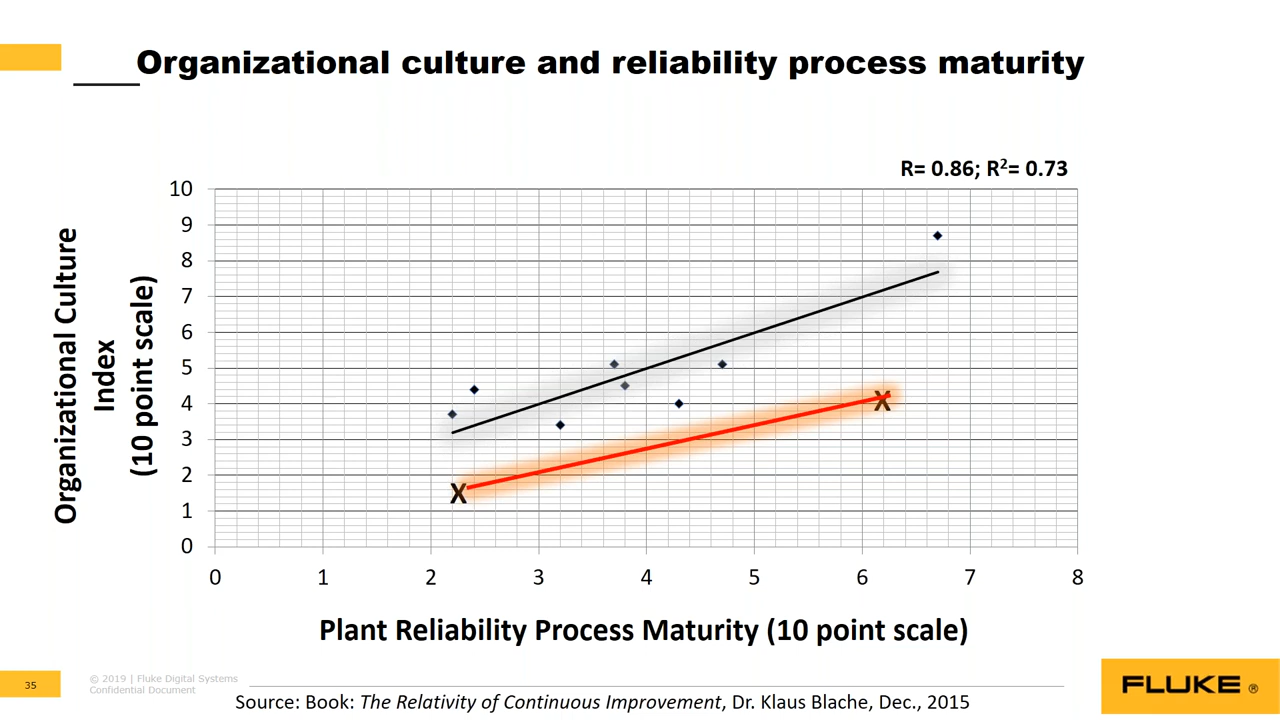 Organizational culture and reliability process maturity
R= 0.86; R²= 0.73
Organizational Culture
Index
(10 point scale)
10
9
8
7
6
5
4
3
2
1
0
X
X
0 1 2 3 4 5 6 7 8
Plant Reliability Process Maturity (10 point scale)
35
© 2019 | Fluke Digital Systems
Confidential Document
Source: Book: The Relativity of Continuous Improvement, Dr. Klaus Blache, Dec., 2015
FLUKE®